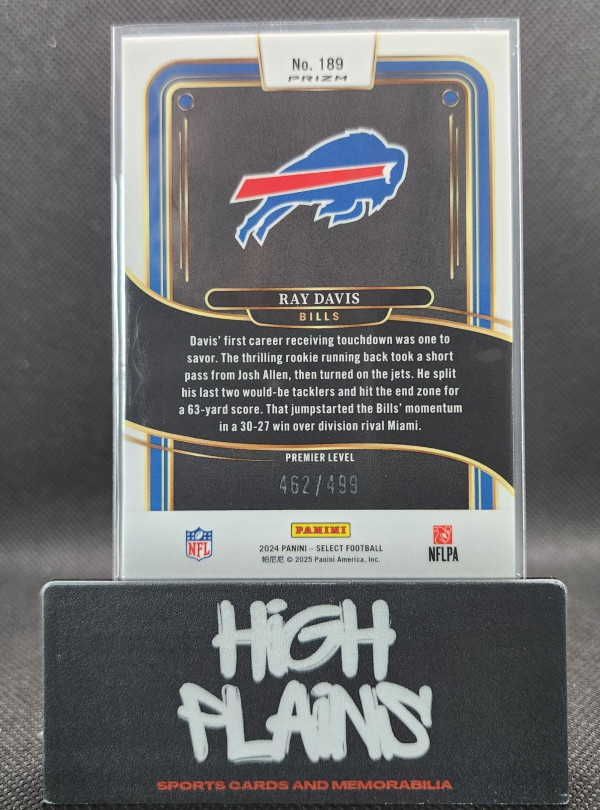 No. 189
PRIZM
RAY DAVIS
BILLS
Davis' first career receiving touchdown was one to
savor. The thrilling rookie running back took a short
pass from Josh Allen, then turned on the jets. He split
his last two would-be tacklers and hit the end zone for
a 63-yard score. That jumpstarted the Bills' momentum
in a 30-27 win over division rival Miami.
PREMIER LEVEL
462/499
NFL
PANINI
2024 PANINI – SELECT FOOTBALL
帕尼尼 © 2025 Panini America, Inc.
NFLPA
HiGH
PLAiNS
SPORTS CARDS AND MEMORABILIA